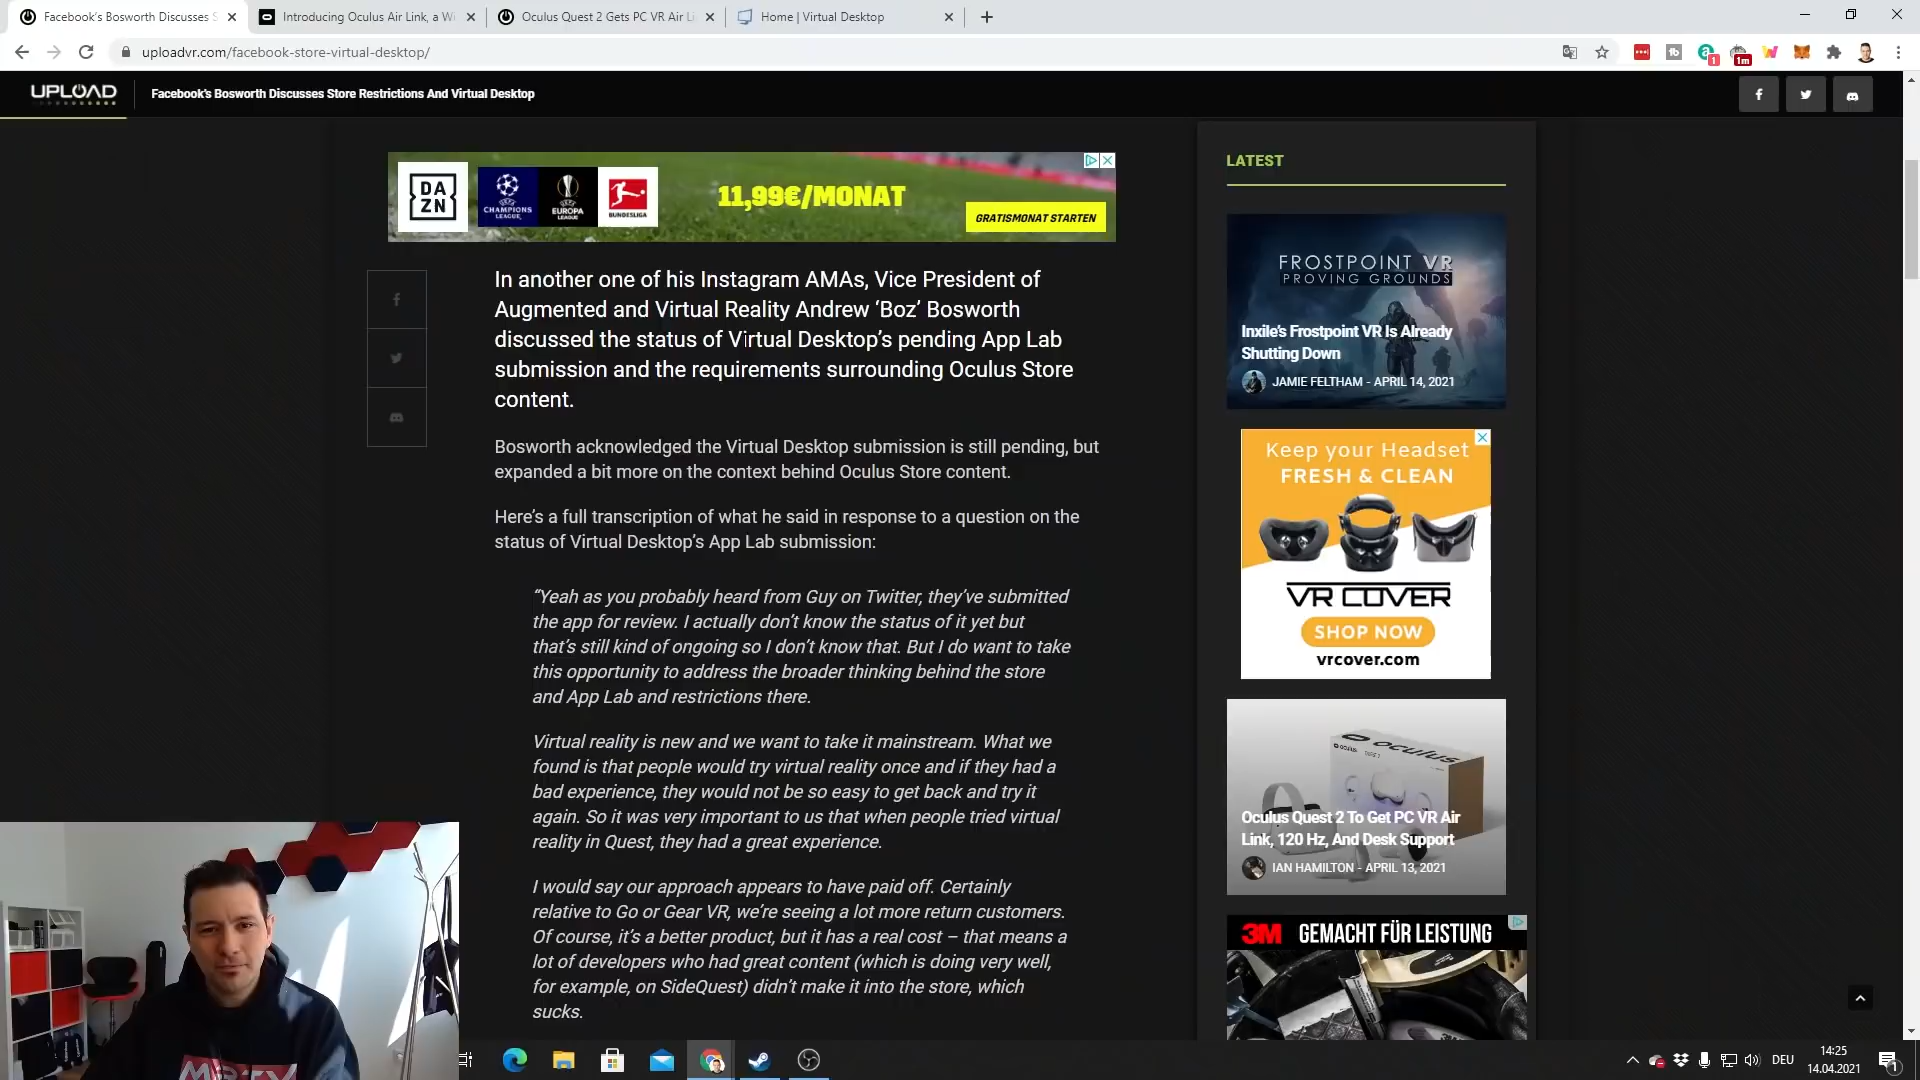 Facebook's Bosworth Discusses S
Introducing Oculus Air Link, a Wi
Oculus Quest 2 Gets PC VR Air Li
Home | Virtual Desktop
uploadvr.com/facebook-store-virtual-desktop/
1
1m
UPLOAD
Facebook's Bosworth Discusses Store Restrictions And Virtual Desktop
DA
ZN
CHAMPIONS
LEAGUE
EUROPA
LEAGUE
BUNDESLIGA
11,99€/MONAT
GRATISMONAT STARTEN
In another one of his Instagram AMAs, Vice President of
Augmented and Virtual Reality Andrew ‘Boz’ Bosworth
discussed the status of Virtual Desktop’s pending App Lab
submission and the requirements surrounding Oculus Store
content.
Bosworth acknowledged the Virtual Desktop submission is still pending, but
expanded a bit more on the context behind Oculus Store content.
Here’s a full transcription of what he said in response to a question on the
status of Virtual Desktop’s App Lab submission:
“Yeah as you probably heard from Guy on Twitter, they’ve submitted
the app for review. I actually don’t know the status of it yet but
that’s still kind of ongoing so I don’t know that. But I do want to take
this opportunity to address the broader thinking behind the store
and App Lab and restrictions there.
Virtual reality is new and we want to take it mainstream. What we
found is that people would try virtual reality once and if they had a
bad experience, they would not be so easy to get back and try it
again. So it was very important to us that when people tried virtual
reality in Quest, they had a great experience.
I would say our approach appears to have paid off. Certainly
relative to Go or Gear VR, we’re seeing a lot more return customers.
Of course, it’s a better product, but it has a real cost – that means a
lot of developers who had great content (which is doing very well,
for example, on SideQuest) didn’t make it into the store, which
sucks.
LATEST
FROSTPOINT VR
PROVING GROUNDS
Inxile’s Frostpoint VR Is Already
Shutting Down
JAMIE FELTHAM - APRIL 14, 2021
Keep your Headset
FRESH & CLEAN
VR COVER
SHOP NOW
vrcover.com
oculus
Oculus Quest 2 To Get PC VR Air
Link, 120 Hz, And Desk Support
IAN HAMILTON - APRIL 13, 2021
3M GEMACHT FÜR LEISTUNG
DEU
14:25
14.04.2021
1